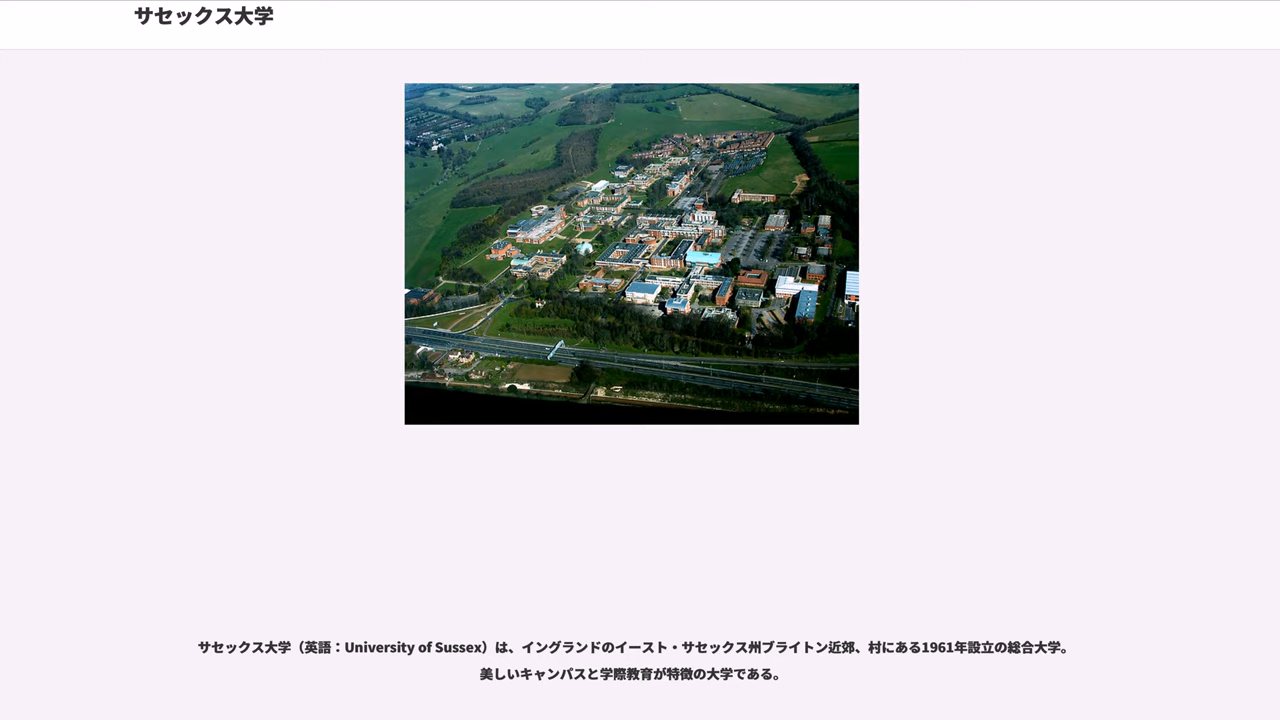 サセックス大学
サセックス大学（英語：University of Sussex）は、イングランドのイースト・サセックス州ブライトン近郊、村にある1961年設立の総合大学。
美しいキャンパスと学際教育が特徴の大学である。